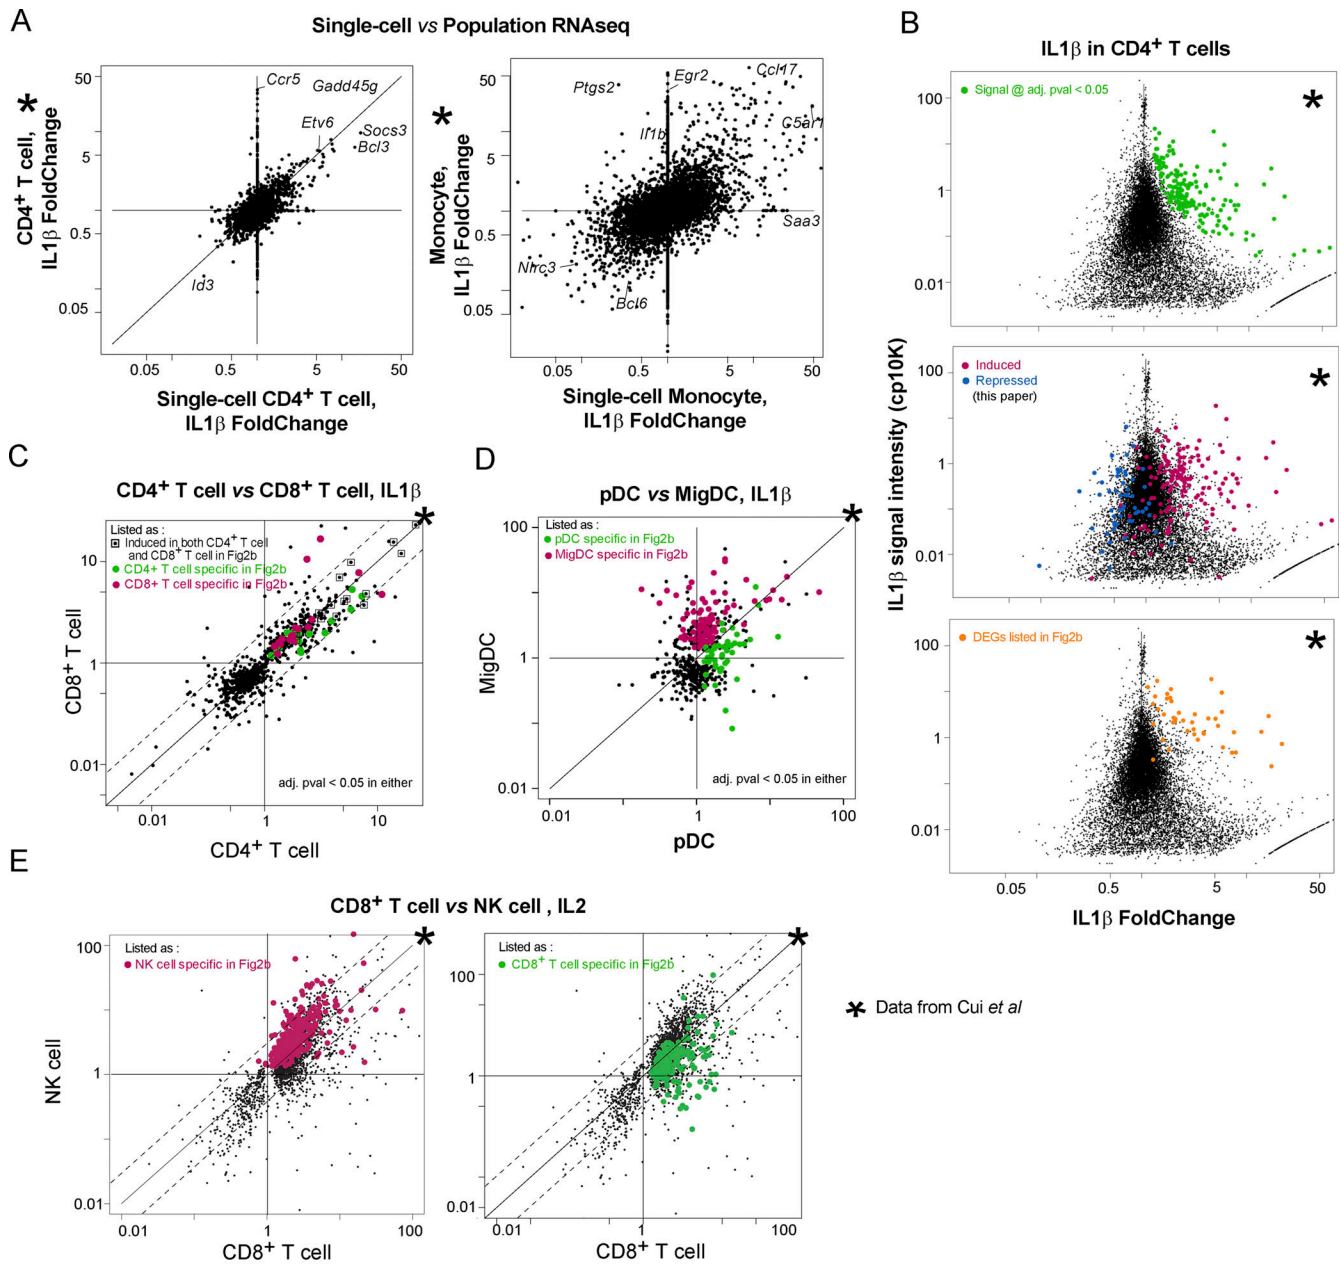 A
Single-cell vs Population RNAseq
CD4+ T cell,
IL1β FoldChange
50
5
0.5
0.05
Ccr5
Gadd45g
Etv6
Socs3
Bcl3
Id3
0.05
0.5
5
50
Single-cell CD4+ T cell,
IL1β FoldChange
Monocyte,
IL1β FoldChange
50
5
0.5
0.05
Ptgs2
Egr2
Ccl17
Il1b
C5ar1
Saa3
Nlrc3
Bcl6
0.05
0.5
5
50
Single-cell Monocyte,
IL1β FoldChange
B
IL1β in CD4+ T cells
Signal @ adj. pval < 0.05
100
1
0.01
Induced
Repressed
(this paper)
100
1
0.01
DEGs listed in Fig2b
100
1
0.01
IL1β signal intensity (cp10K)
0.05
0.5
5
50
IL1β FoldChange
C
CD4+ T cell vs CD8+ T cell, IL1β
Listed as :
Induced in both CD4+ T cell
and CD8+ T cell in Fig2b
CD4+ T cell specific in Fig2b
CD8+ T cell specific in Fig2b
CD8+ T cell
10
1
0.01
adj. pval < 0.05 in either
0.01
1
10
CD4+ T cell
D
pDC vs MigDC, IL1β
Listed as :
pDC specific in Fig2b
MigDC specific in Fig2b
MigDC
100
1
0.01
adj. pval < 0.05 in either
0.01
1
100
pDC
E
CD8+ T cell vs NK cell , IL2
Listed as :
NK cell specific in Fig2b
NK cell
100
1
0.01
0.01
1
100
CD8+ T cell
Listed as :
CD8+ T cell specific in Fig2b
100
1
0.01
0.01
1
100
CD8+ T cell
* Data from Cui et al